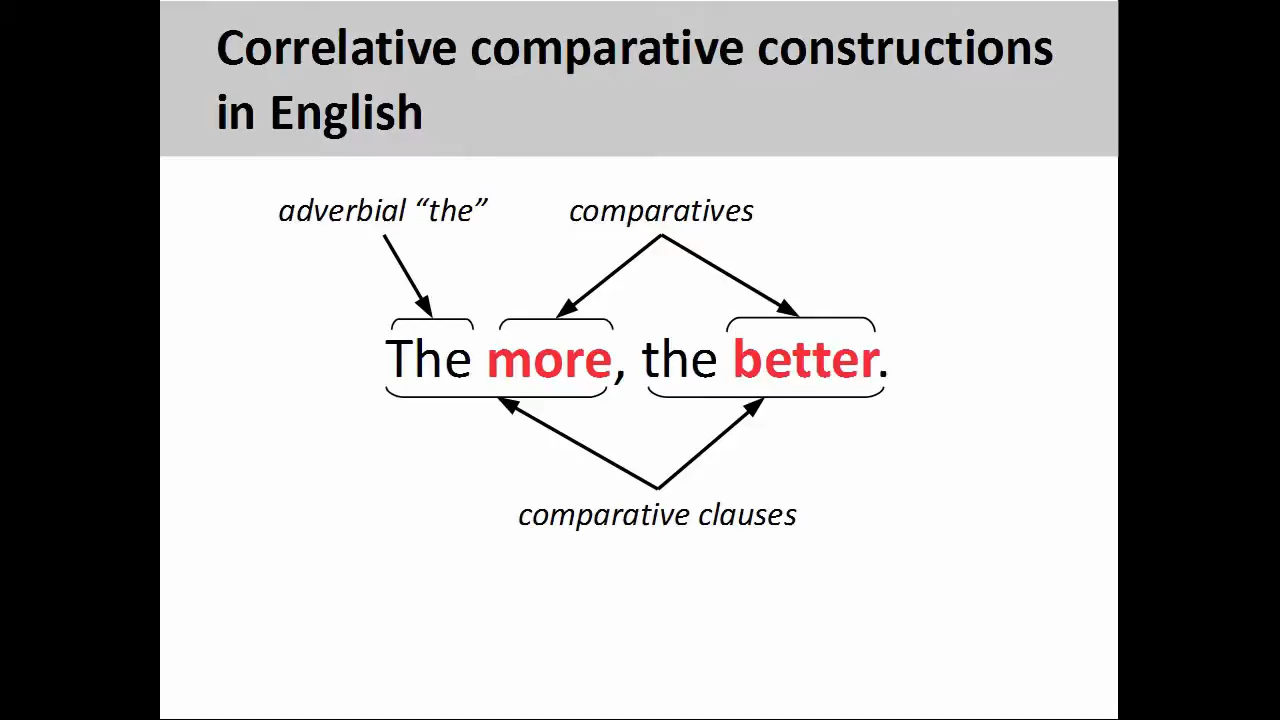 Correlative comparative constructions
in English
adverbial “the”
comparatives
The more, the better.
comparative clauses